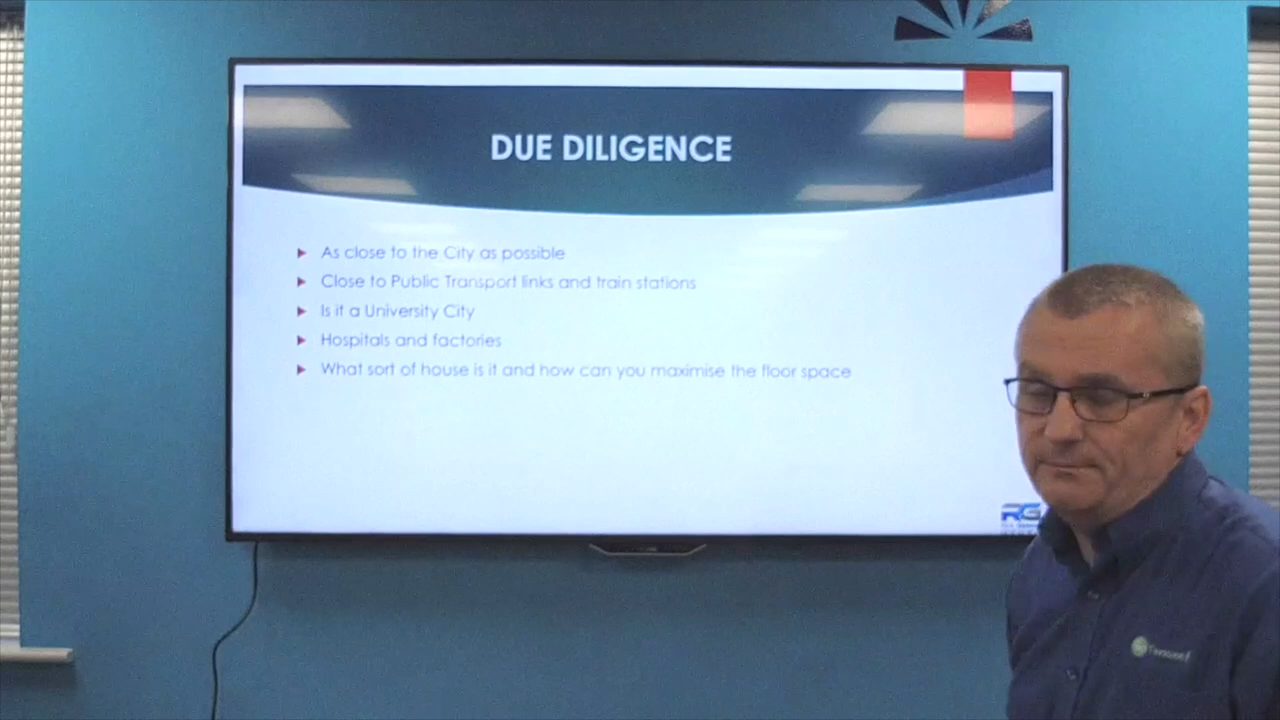 DUE DILIGENCE
As close to the City as possible
Close to Public Transport links and train stations
Is it a University City
Hospitals and factories
What sort of house is it and how can you maximise the floor space
RG